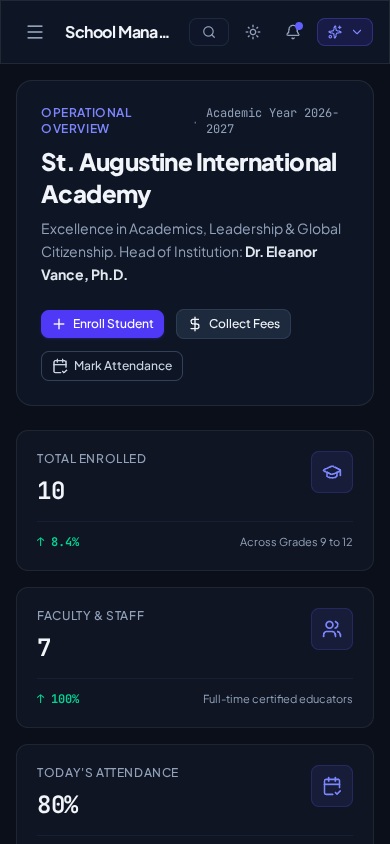 School Mana...
OPERATIONAL
OVERVIEW
·
Academic Year 2026-
2027
St. Augustine International
Academy
Excellence in Academics, Leadership & Global
Citizenship. Head of Institution: Dr. Eleanor
Vance, Ph.D.
Enroll Student
Collect Fees
Mark Attendance
TOTAL ENROLLED
10
↑ 8.4%
Across Grades 9 to 12
FACULTY & STAFF
7
↑ 100%
Full-time certified educators
TODAY'S ATTENDANCE
80%